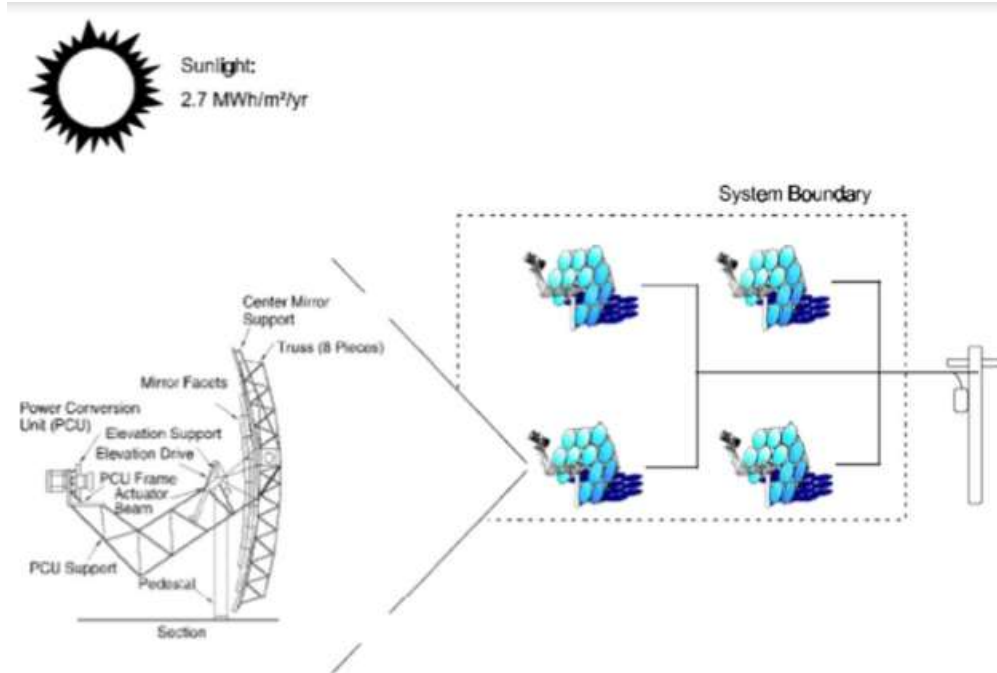 Sunlight:
2.7 MWh/m²/yr
System Boundary
Center Mirror
Support
Truss (8 Pieces)
Mirror Facets
Power Conversion
Unit (PCU)
Elevation Support
Elevation Drive
PCU Frame
Actuator
Beam
PCU Support
Pedestal
Section